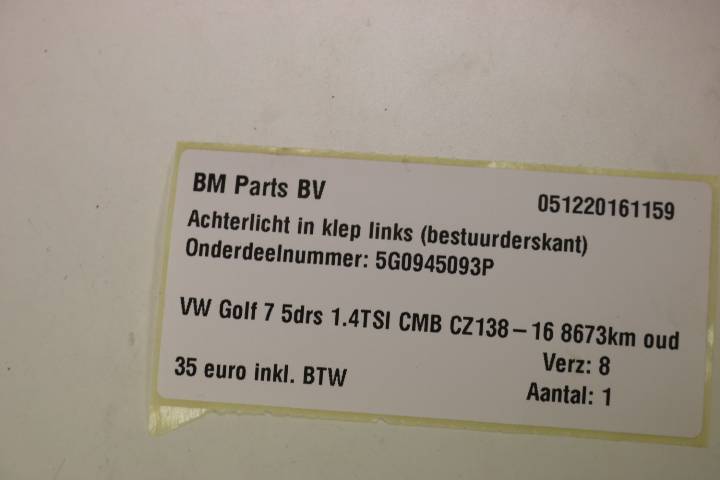 BM Parts BV 051220161159
Achterlicht in klep links (bestuurderskant)
Onderdeelnummer: 5G0945093P
VW Golf 7 5drs 1.4TSI CMB CZ138–16 8673km oud
Verz: 8
35 euro inkl. BTW
Aantal: 1